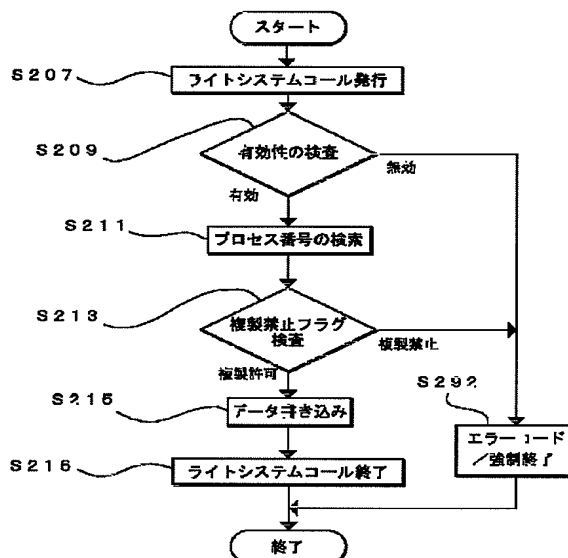 スタート
S207
ライトシステムコール発行
S209
有効性の検査
無効
有効
S211
プロセス番号の検索
S213
複製禁止フラグ
検査
複製禁止
複製許可
S215
データ書き込み
S292
エラーコード
/強制終了
S216
ライトシステムコール終了
終了